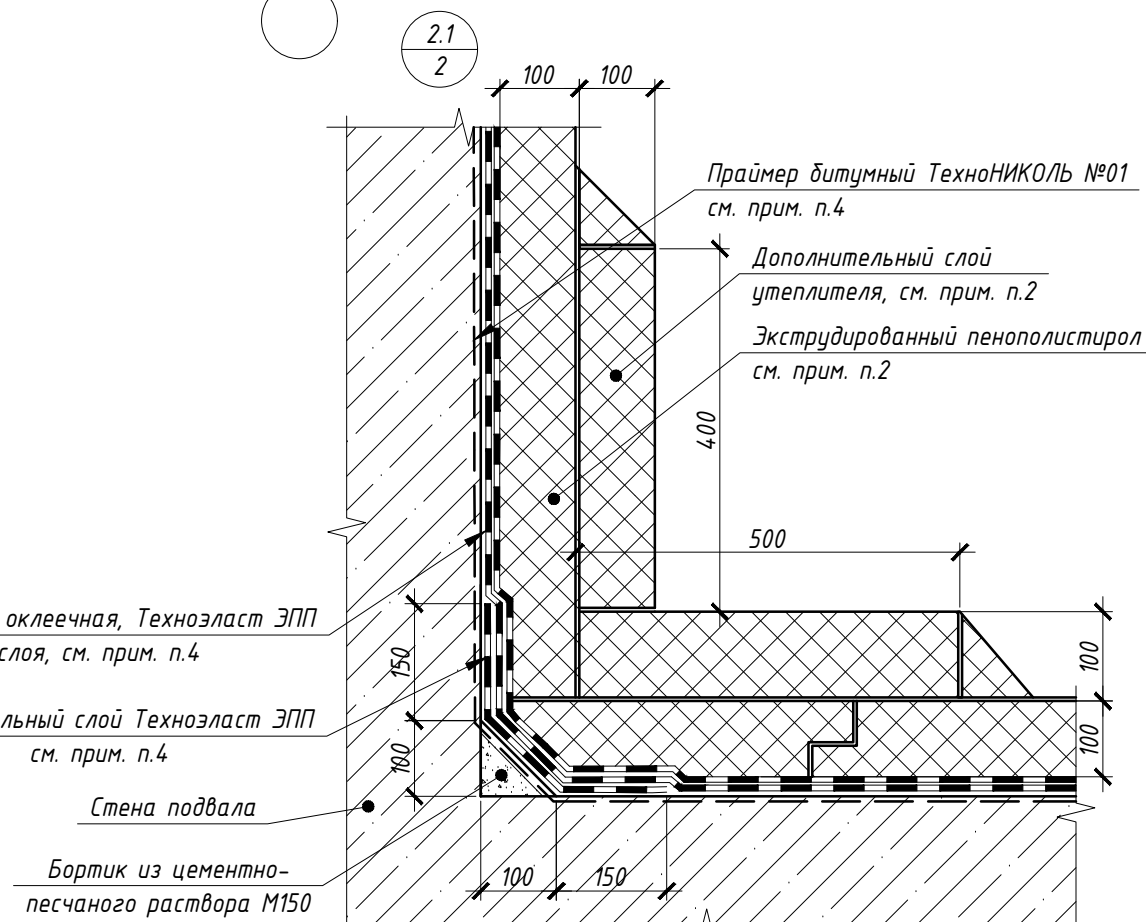 2.1
2
100
100
Праймер битумный ТехноНИКОЛЬ №01
см. прим. п.4
Дополнительный слой
утеплителя, см. прим. п.2
Экструдированный пенополистирол
см. прим. п.2
400
500
оклеечная, Техноэласт ЭПП
слоя, см. прим. п.4
150
100
льный слой Техноэласт ЭПП
см. прим. п.4
100
100
Стена подвала
Бортик из цементно-
песчаного раствора М150
100
150